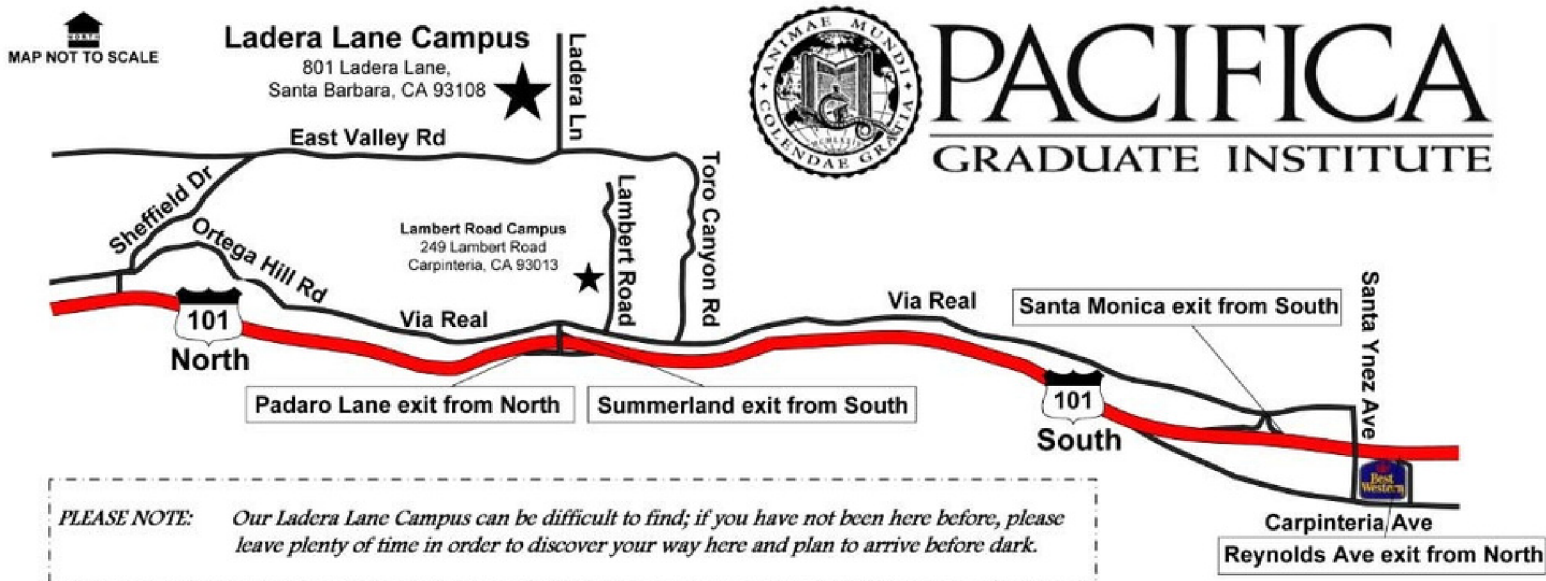 NORTH
MAP NOT TO SCALE
Ladera Lane Campus
801 Ladera Lane,
Santa Barbara, CA 93108
Ladera Ln
East Valley Rd
ANIMAE MUNDI
COLENDAE GRATIA
PACIFICA
GRADUATE INSTITUTE
Sheffield Dr
Ortega Hill Rd
Lambert Road Campus
249 Lambert Road
Carpinteria, CA 93013
Lambert Road
Toro Canyon Rd
101
North
Via Real
Via Real
Santa Monica exit from South
Santa Ynez Ave
Padaro Lane exit from North
Summerland exit from South
101
South
Best
Western
Carpinteria Ave
Reynolds Ave exit from North
PLEASE NOTE: Our Ladera Lane Campus can be difficult to find; if you have not been here before, please
leave plenty of time in order to discover your way here and plan to arrive before dark.